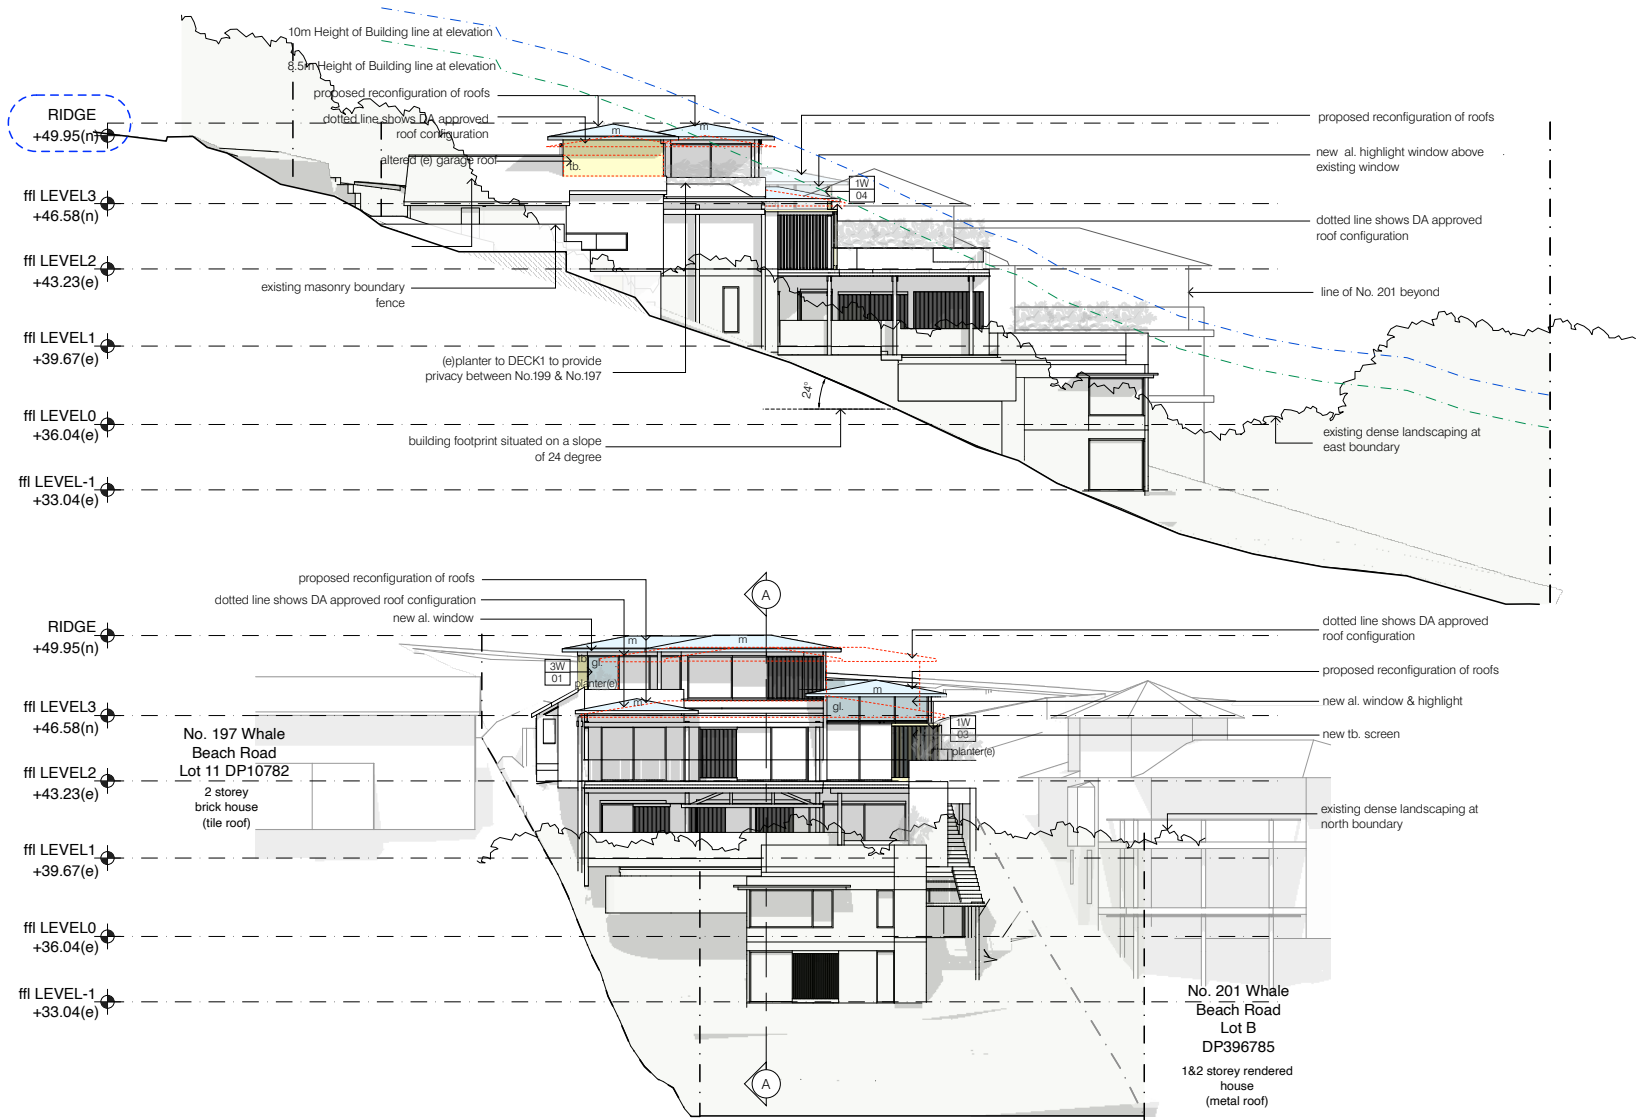 10m Height of Building line at elevation
8.5m Height of Building line at elevation
proposed reconfiguration of roofs
dotted line shows DA approved
roof configuration
altered (e) garage roof
RIDGE
+49.95(n)
ffl LEVEL3
+46.58(n)
ffl LEVEL2
+43.23(e)
ffl LEVEL1
+39.67(e)
ffl LEVEL0
+36.04(e)
ffl LEVEL-1
+33.04(e)
m
m
tb.
1W
04
proposed reconfiguration of roofs
new al. highlight window above
existing window
dotted line shows DA approved
roof configuration
line of No. 201 beyond
existing masonry boundary
fence
(e)planter to DECK1 to provide
privacy between No.199 & No.197
24°
building footprint situated on a slope
of 24 degree
existing dense landscaping at
east boundary
proposed reconfiguration of roofs
dotted line shows DA approved roof configuration
new al. window
A
RIDGE
+49.95(n)
ffl LEVEL3
+46.58(n)
ffl LEVEL2
+43.23(e)
ffl LEVEL1
+39.67(e)
ffl LEVEL0
+36.04(e)
ffl LEVEL-1
+33.04(e)
3W
01
tb
gl.
planter(e)
m
m
m
m
gl.
1W
03
planter(e)
dotted line shows DA approved
roof configuration
proposed reconfiguration of roofs
new al. window & highlight
new tb. screen
existing dense landscaping at
north boundary
No. 197 Whale
Beach Road
Lot 11 DP10782
2 storey
brick house
(tile roof)
No. 201 Whale
Beach Road
Lot B
DP396785
1&2 storey rendered
house
(metal roof)
A